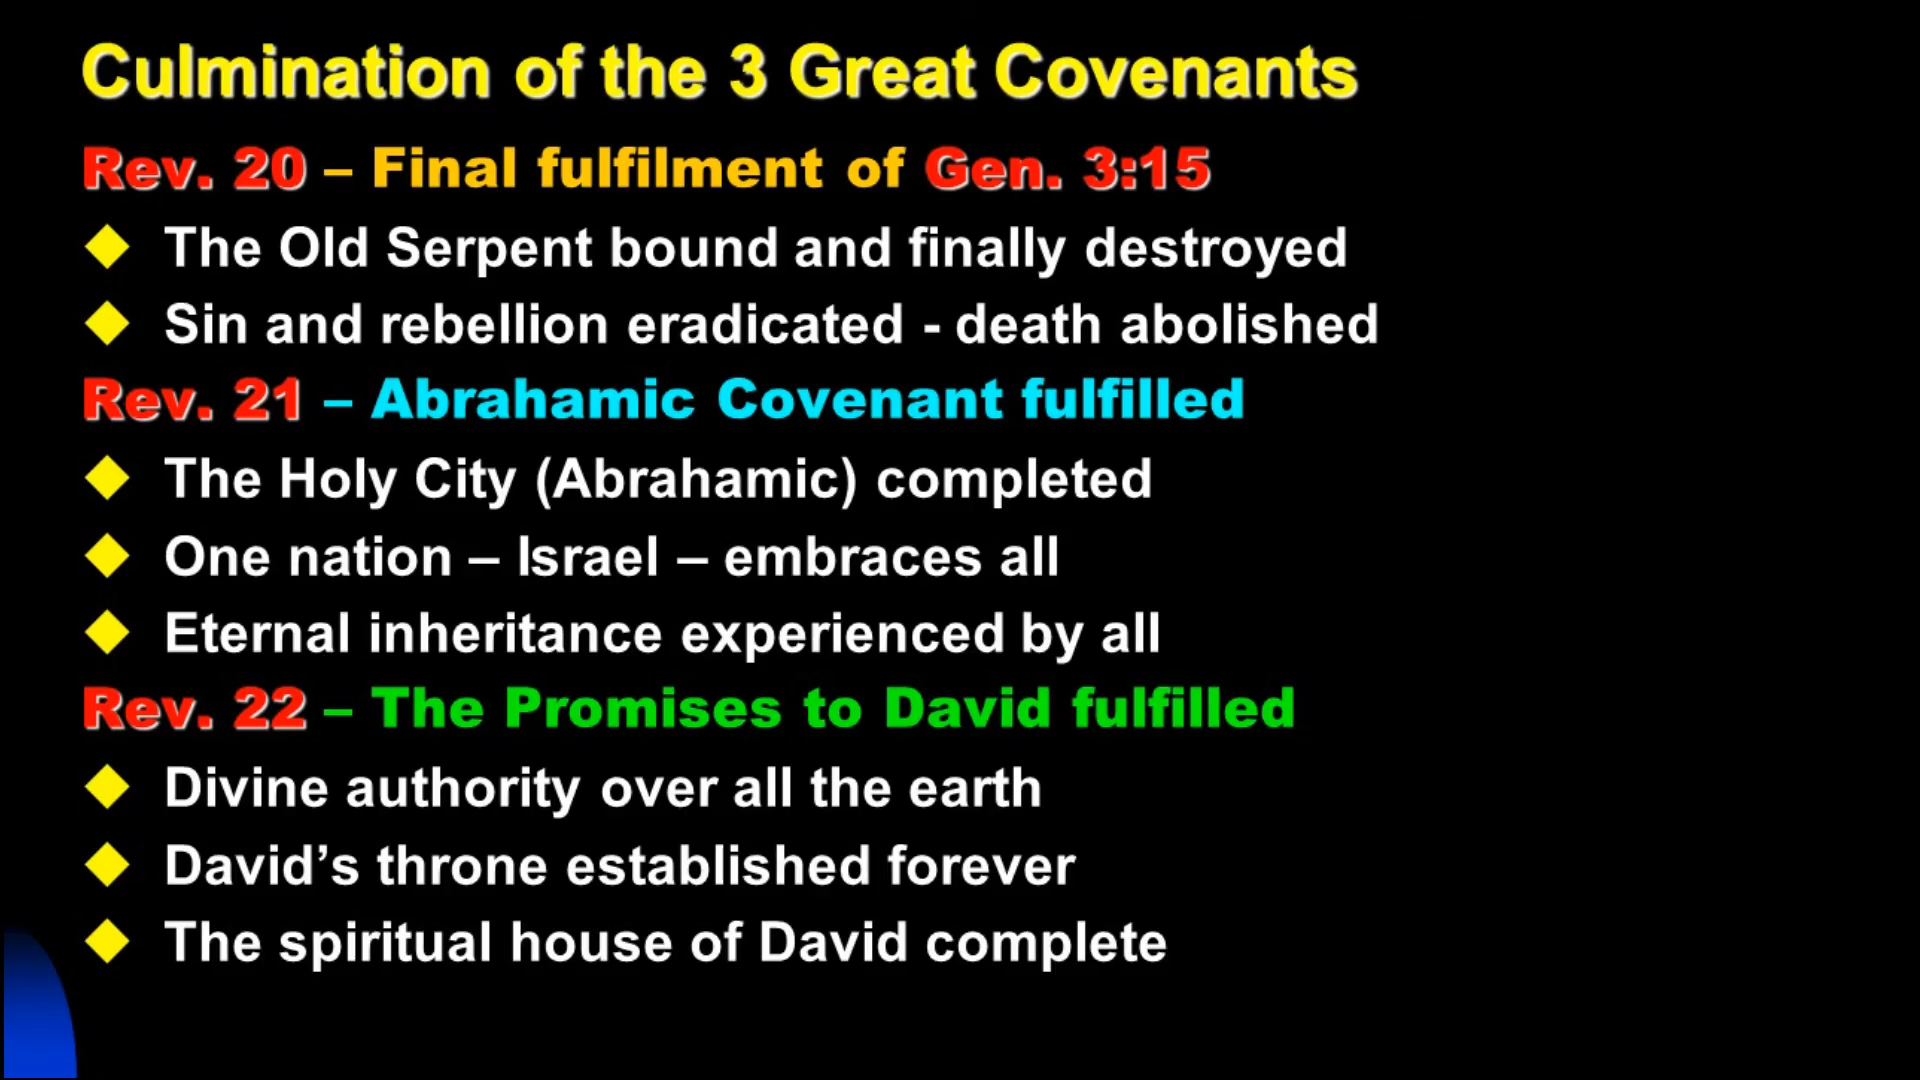 Culmination of the 3 Great Covenants
Rev. 20 – Final fulfilment of Gen. 3:15
◆ The Old Serpent bound and finally destroyed
◆ Sin and rebellion eradicated - death abolished
Rev. 21 – Abrahamic Covenant fulfilled
◆ The Holy City (Abrahamic) completed
◆ One nation – Israel – embraces all
◆ Eternal inheritance experienced by all
Rev. 22 – The Promises to David fulfilled
◆ Divine authority over all the earth
◆ David’s throne established forever
◆ The spiritual house of David complete